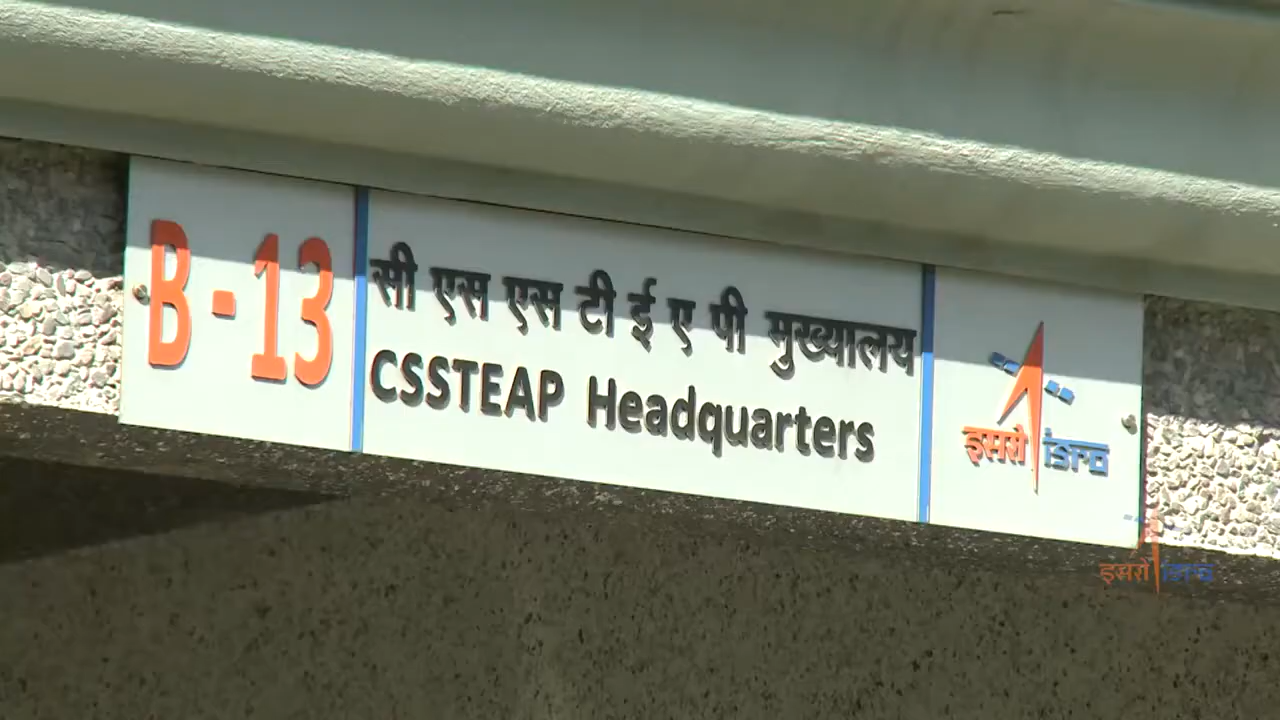 B - 13
सी एस एस टी ई ए पी मुख्यालय
CSSTEAP Headquarters
इसरो isro
इसरो isro